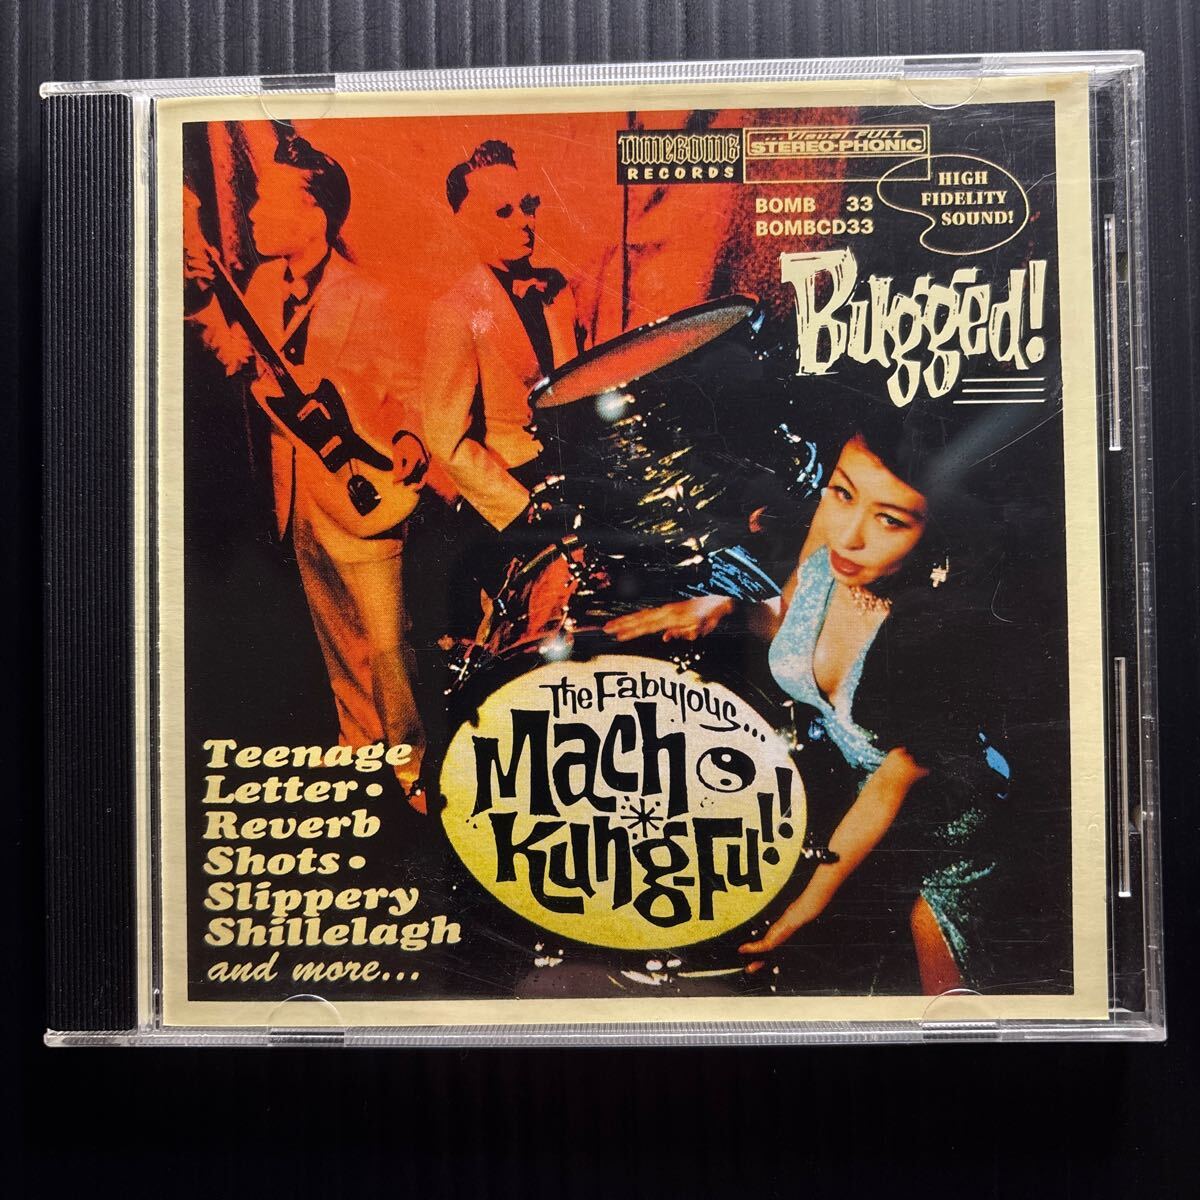 TIMEBOMB
RECORDS
...Visual FULL
STEREO-PHONIC
BOMB 33
BOMBCD33
HIGH
FIDELITY
SOUND!
Bugged!
The Fabulous...
Mach
Kung-Fu!!
Teenage
Letter •
Reverb
Shots •
Slippery
Shillelagh
and more...